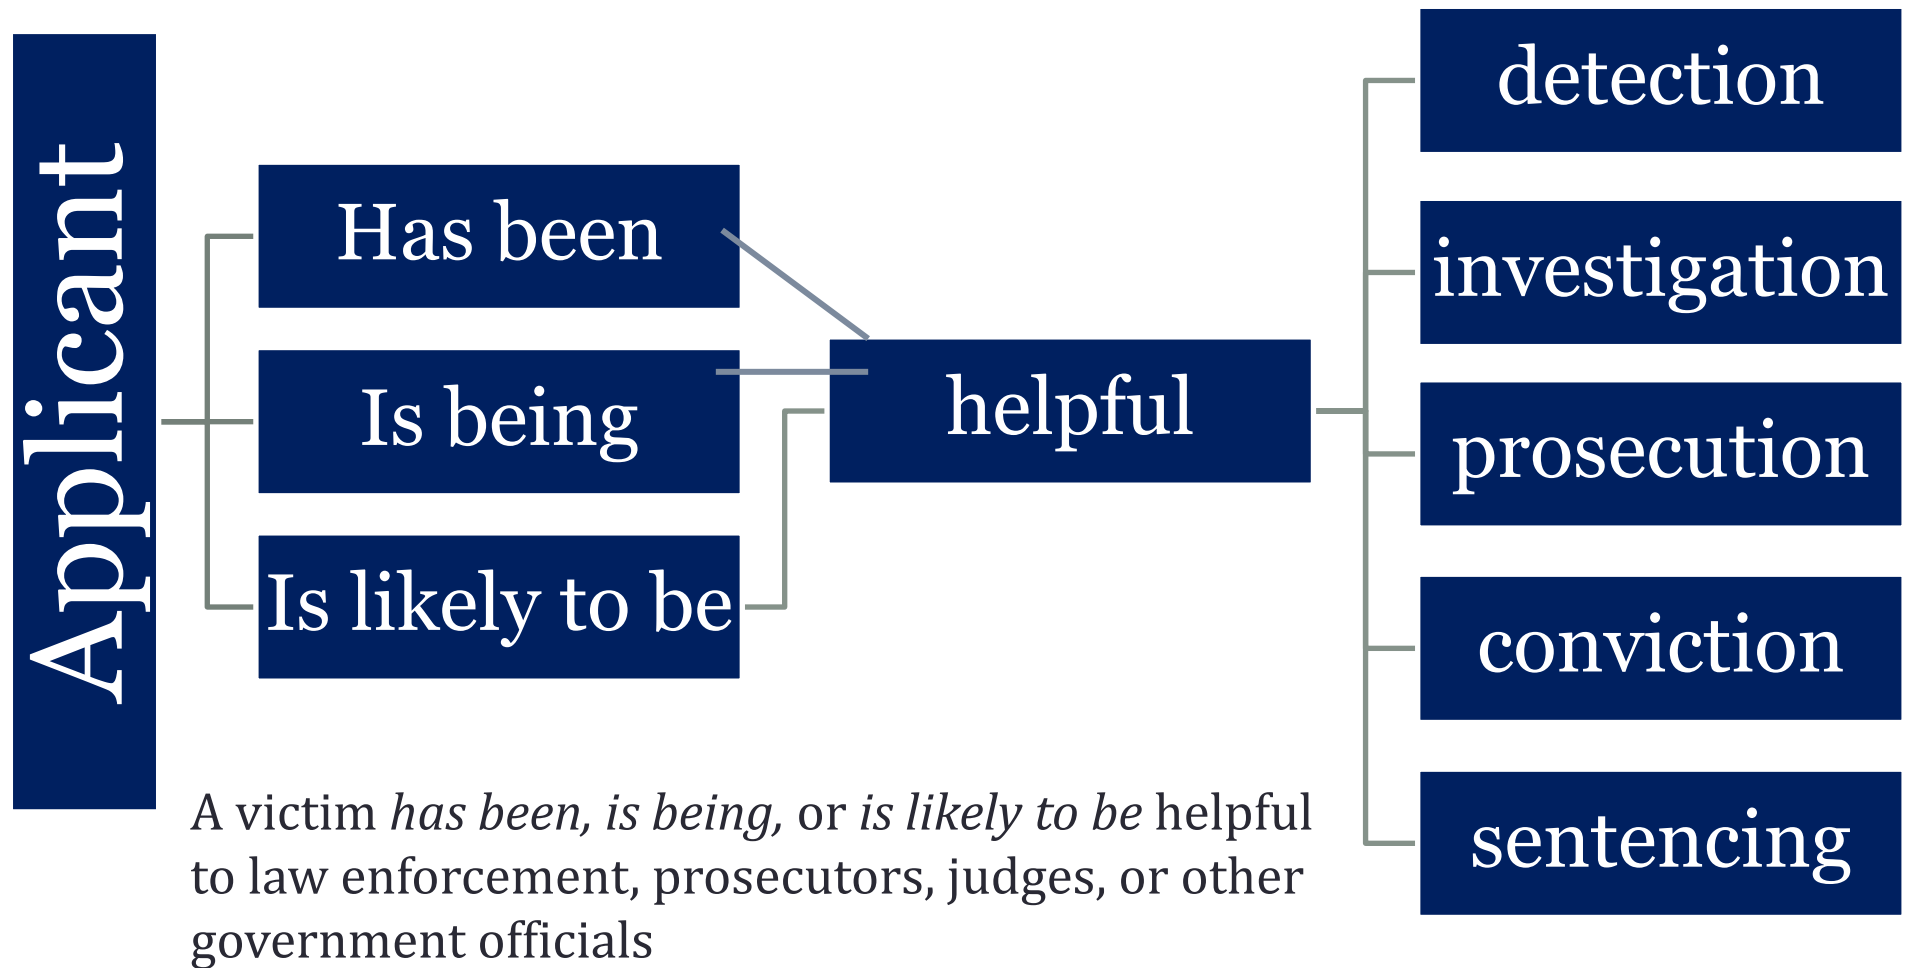 Applicant
Has been
Is being
Is likely to be
helpful
detection
investigation
prosecution
conviction
sentencing
A victim has been, is being, or is likely to be helpful
to law enforcement, prosecutors, judges, or other
government officials